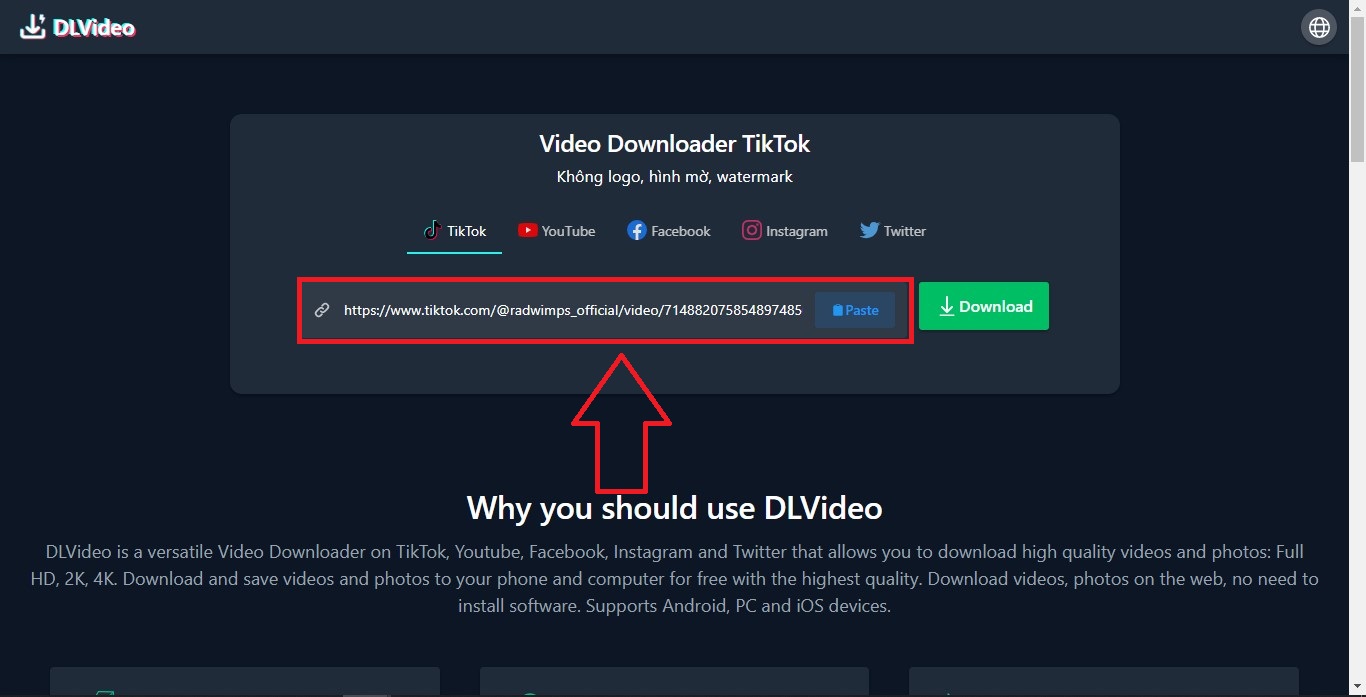 DLVideo
Video Downloader TikTok
Không logo, hình mờ, watermark
TikTok YouTube Facebook Instagram Twitter
https://www.tiktok.com/@radwimps_official/video/714882075854897485 Paste Download
Why you should use DLVideo
DLVideo is a versatile Video Downloader on TikTok, Youtube, Facebook, Instagram and Twitter that allows you to download high quality videos and photos: Full
HD, 2K, 4K. Download and save videos and photos to your phone and computer for free with the highest quality. Download videos, photos on the web, no need to
install software. Supports Android, PC and iOS devices.